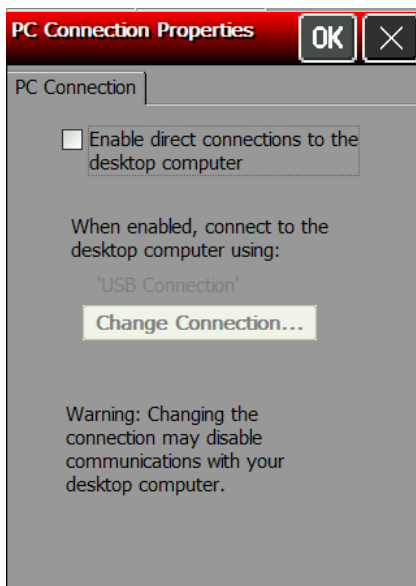 PC Connection Properties OK
PC Connection
Enable direct connections to the
desktop computer
When enabled, connect to the
desktop computer using:
'USB Connection'
Change Connection...
Warning: Changing the
connection may disable
communications with your
desktop computer.